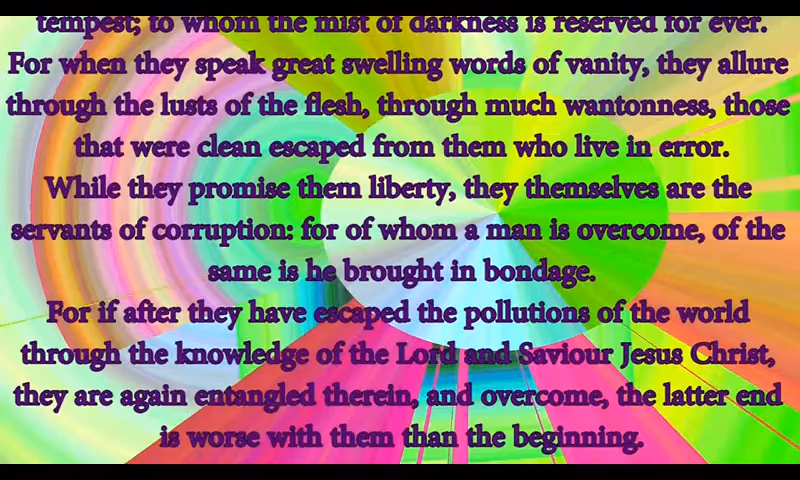 tempest; to whom the mist of darkness is reserved for ever.
For when they speak great swelling words of vanity, they allure
through the lusts of the flesh, through much wantonness, those
that were clean escaped from them who live in error.
While they promise them liberty, they themselves are the
servants of corruption: for of whom a man is overcome, of the
same is he brought in bondage.
For if after they have escaped the pollutions of the world
through the knowledge of the Lord and Saviour Jesus Christ,
they are again entangled therein, and overcome, the latter end
is worse with them than the beginning.